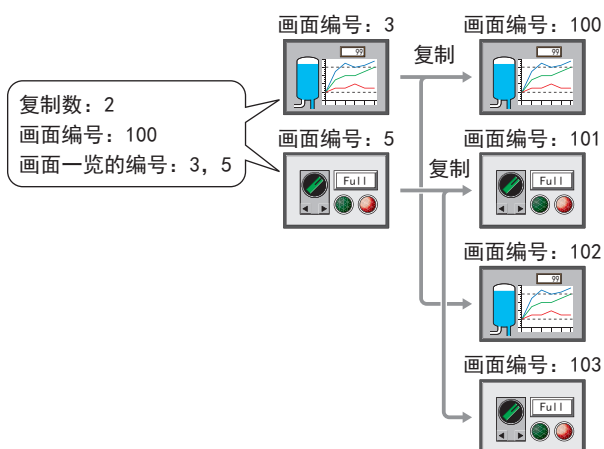 画面编号：3
画面编号：100
99
复制
99
复制数：2
画面编号：100
画面一览的编号：3，5
画面编号：5
画面编号：101
复制
Full
Full
画面编号：102
99
画面编号：103
Full